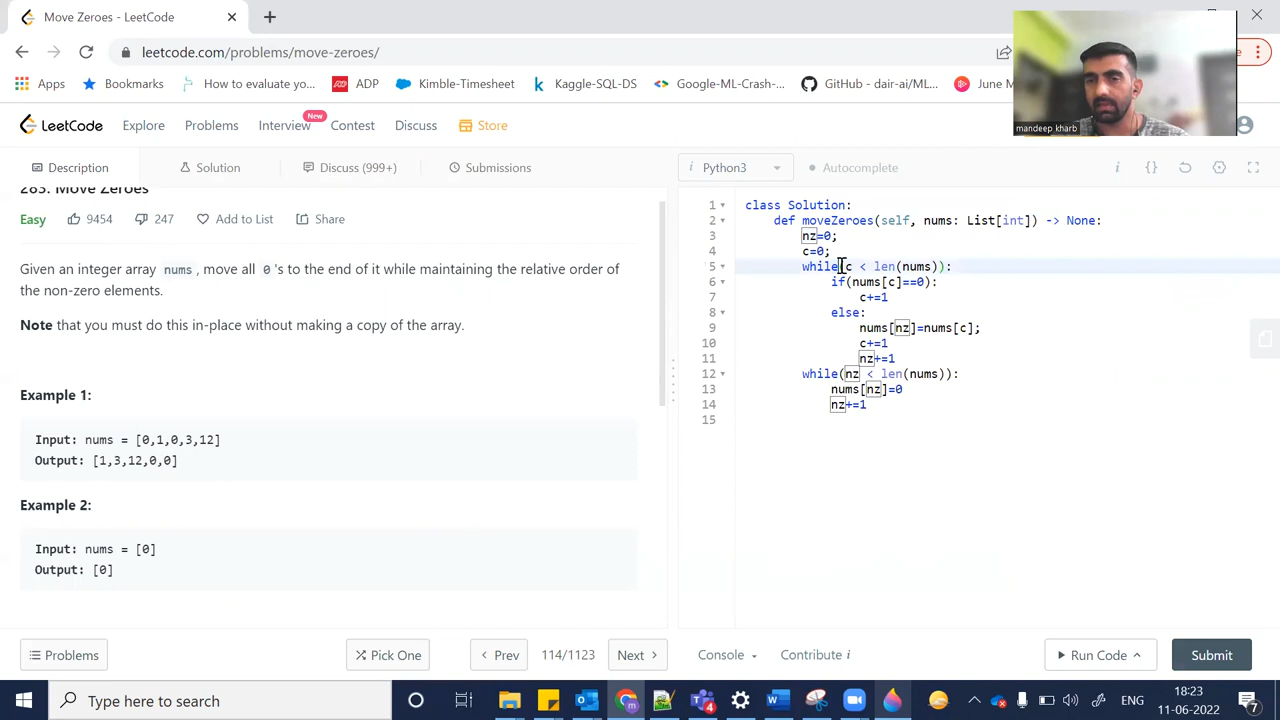 Move Zeroes - LeetCode
leetcode.com/problems/move-zeroes/
Apps
Bookmarks
How to evaluate yo...
ADP
Kimble-Timesheet
Kaggle-SQL-DS
Google-ML-Crash-...
GitHub - dair-ai/ML...
June M
mandeep kharb
LeetCode
Explore
Problems
Interview
New
Contest
Discuss
Store
Description
Solution
Discuss (999+)
Submissions
i Python3
Autocomplete
283. Move Zeroes
Easy
9454
247
Add to List
Share
Given an integer array nums, move all 0's to the end of it while maintaining the relative order of
the non-zero elements.
Note that you must do this in-place without making a copy of the array.
Example 1:
Input: nums = [0,1,0,3,12]
Output: [1,3,12,0,0]
Example 2:
Input: nums = [0]
Output: [0]
1 class Solution:
2 def moveZeroes(self, nums: List[int]) -> None:
3 nz=0;
4 c=0;
5 while(c < len(nums)):
6 if(nums[c]==0):
7 c+=1
8 else:
9 nums[nz]=nums[c];
10 c+=1
11 nz+=1
12 while(nz < len(nums)):
13 nums[nz]=0
14 nz+=1
15
Problems
Pick One
Prev
114/1123
Next
Console
Contribute i
Run Code
Submit
Type here to search
4
ENG
18:23
11-06-2022
7